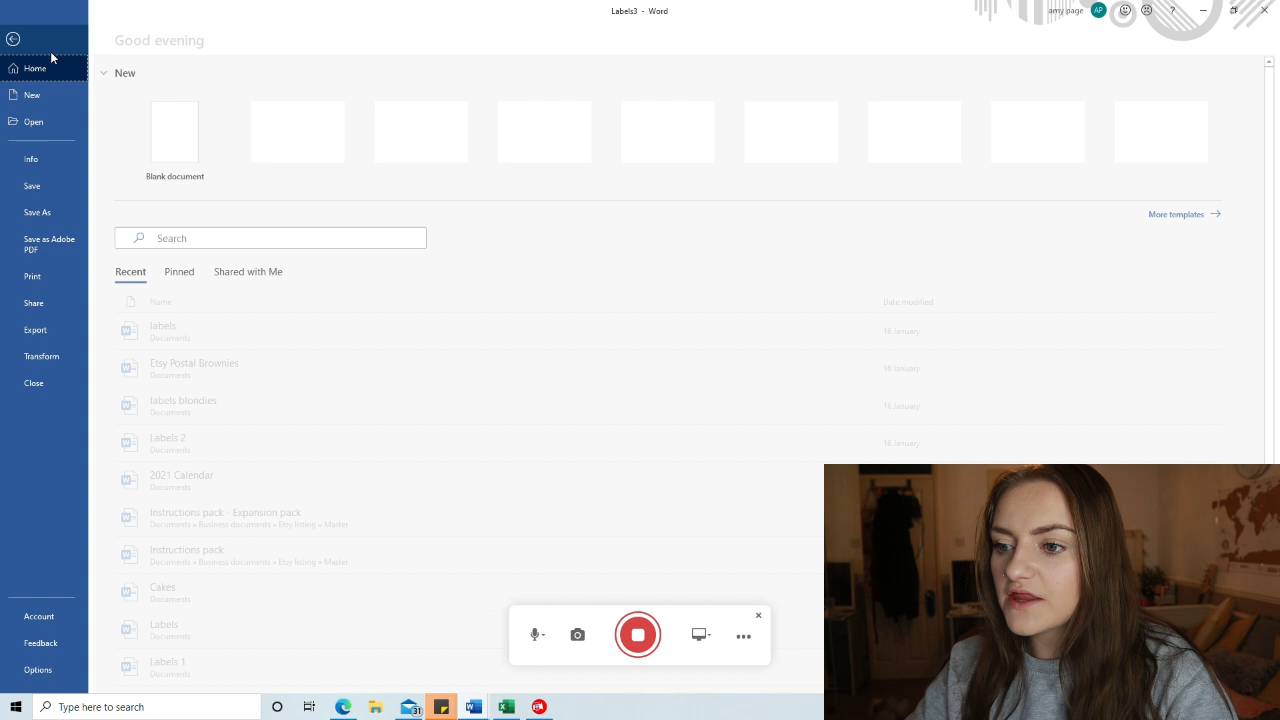 Labels3 - Word
amy page
AP
?
Good evening
Home
New
Open
Info
Save
Save As
Save as Adobe
PDF
Print
Share
Export
Transform
Close
Account
Feedback
Options
New
Blank document
More templates
Search
Recent
Pinned
Shared with Me
Name
Date modified
labels
Documents
16 January
Etsy Postal Brownies
Documents
16 January
labels blondies
Documents
16 January
Labels 2
Documents
16 January
2021 Calendar
Documents
Instructions pack - Expansion pack
Documents » Business documents » Etsy listing » Master
Instructions pack
Documents » Business documents » Etsy listing » Master
Cakes
Documents
Labels
Documents
Labels 1
Documents
Type here to search
31